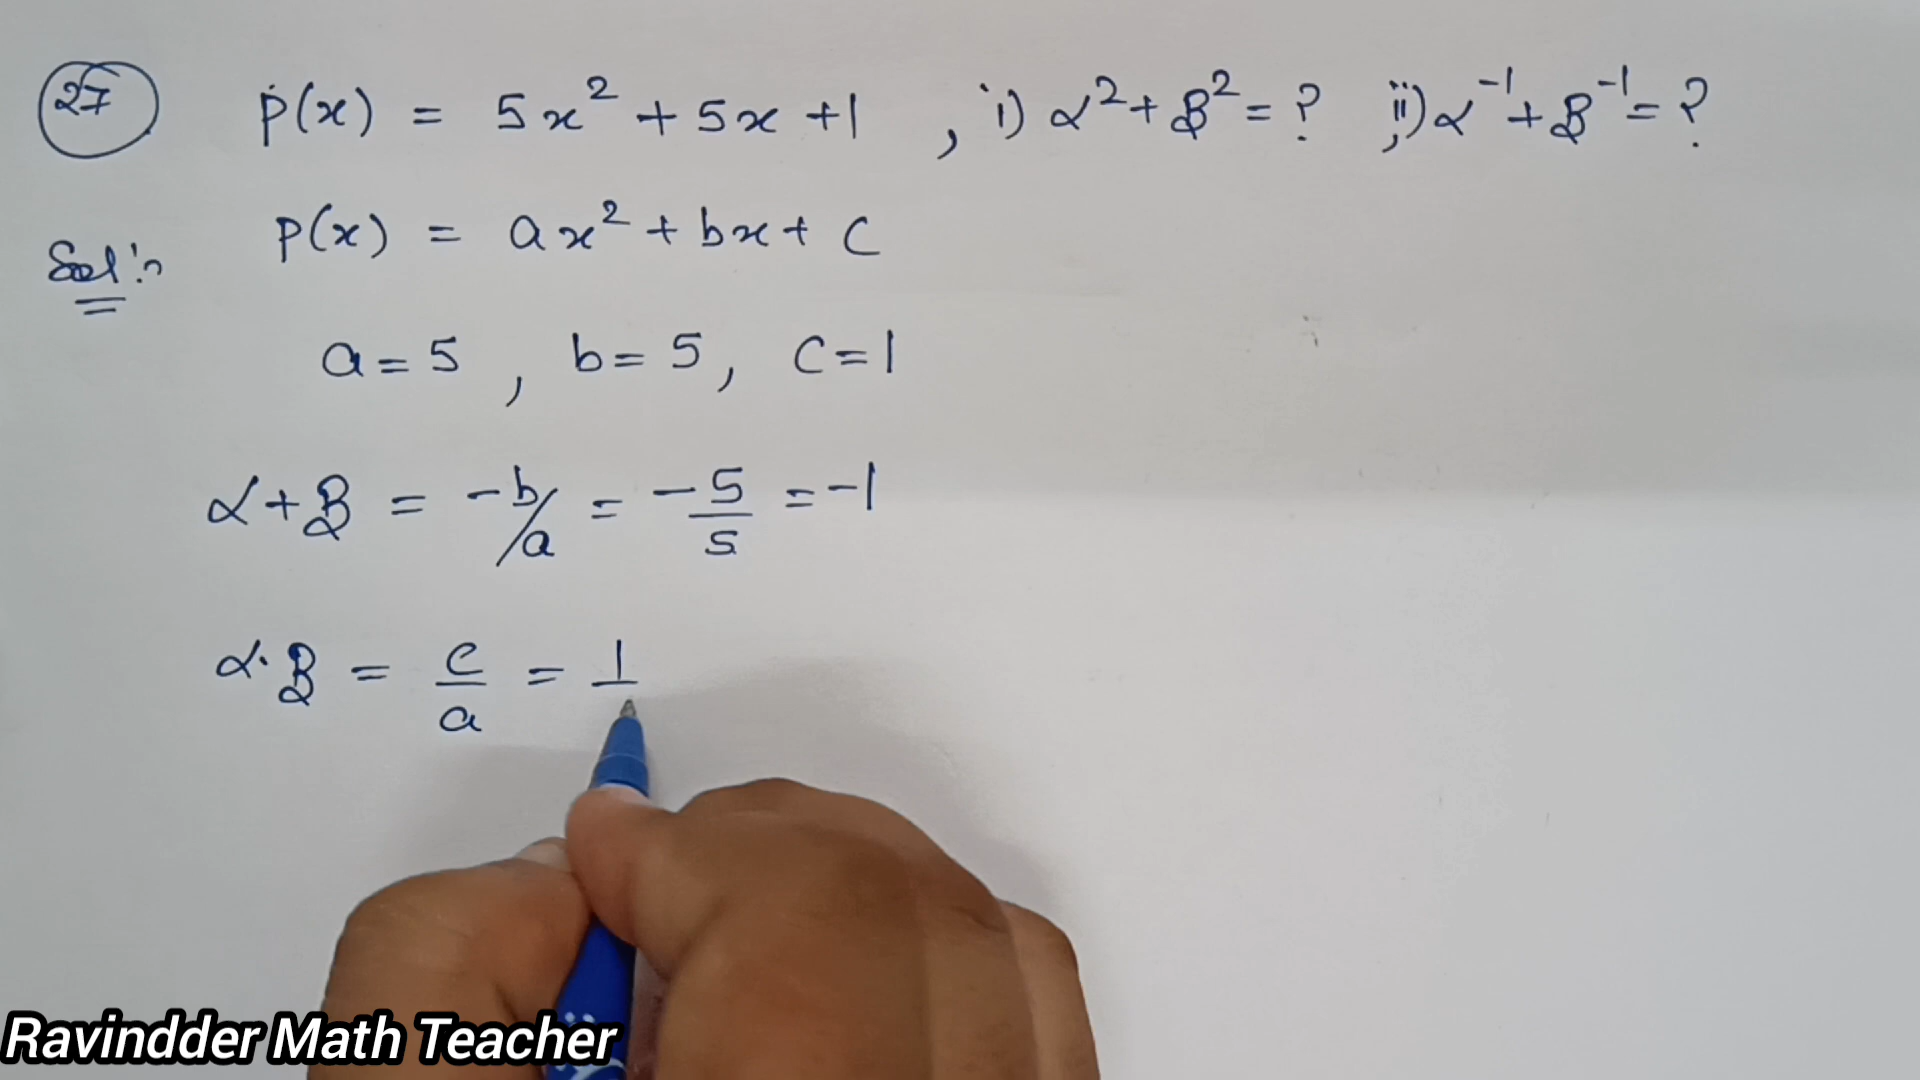 27 p(x) = 5x² + 5x + 1 , i) α² + β² = ? , ii) α⁻¹ + β⁻¹ = ?
Sol'n p(x) = ax² + bx + c
a = 5 , b = 5 , c = 1
α + β = -b/a = -5/5 = -1
α · β = c/a = 1
Ravindder Math Teacher